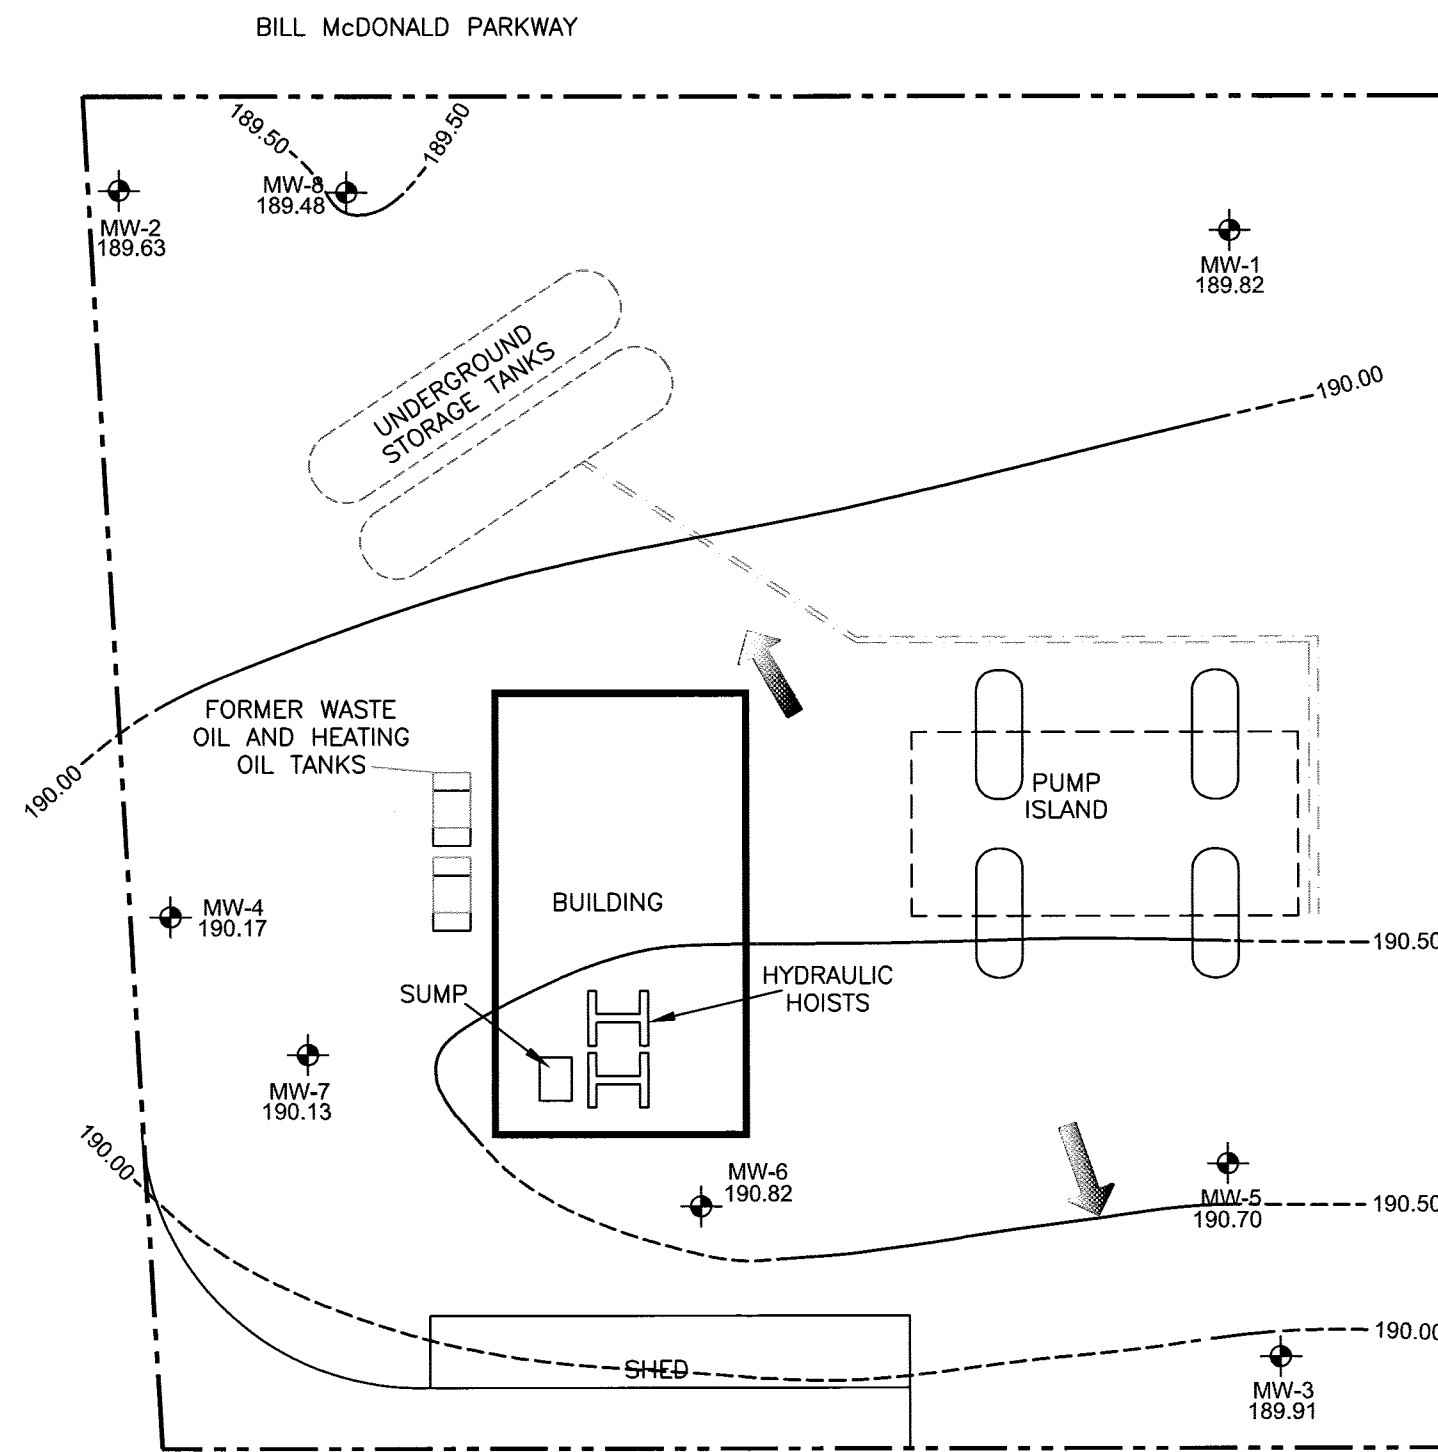 BILL McDONALD PARKWAY
189.50
189.50
MW-8
189.48
MW-2
189.63
MW-1
189.82
UNDERGROUND
STORAGE TANKS
190.00
FORMER WASTE
OIL AND HEATING
OIL TANKS
190.00
PUMP
ISLAND
BUILDING
MW-4
190.17
190.50
HYDRAULIC
HOISTS
SUMP
MW-7
190.13
190.00
MW-6
190.82
MW-5
190.70
190.50
190.00
SHED
MW-3
189.91